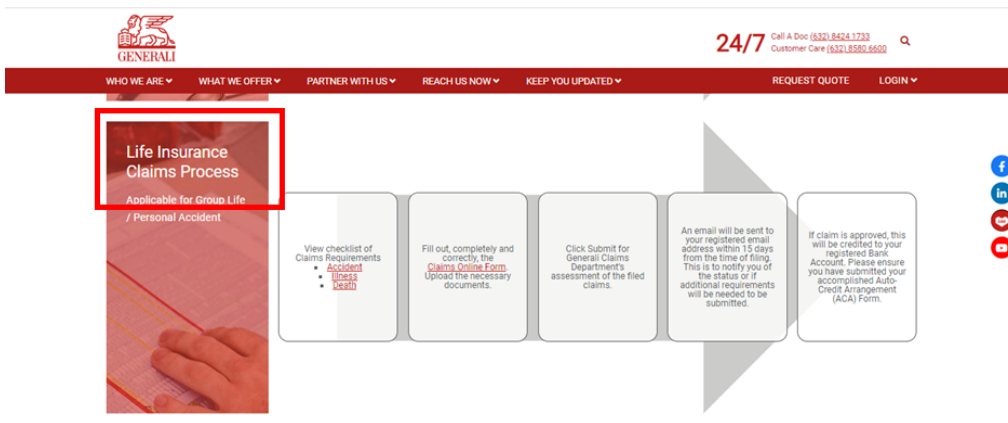 GENERALI
24/7
Call A Doc (632) 8424 1733
Customer Care (632) 8580 6600
WHO WE ARE
WHAT WE OFFER
PARTNER WITH US
REACH US NOW
KEEP YOU UPDATED
REQUEST QUOTE
LOGIN
Life Insurance
Claims Process
Applicable for Group Life
/ Personal Accident
View checklist of
Claims Requirements
Accident
Illness
Death
Fill out, completely and
correctly, the
Claims Online Form.
Upload the necessary
documents.
Click Submit for
Generali Claims
Department's
assessment of the filed
claims.
An email will be sent to
your registered email
address within 15 days
from the time of filing.
This is to notify you of
the status or if
additional requirements
will be needed to be
submitted.
If claim is approved, this
will be credited to your
registered Bank
Account. Please ensure
you have submitted your
accomplished Auto-
Credit Arrangement
(ACA) Form.